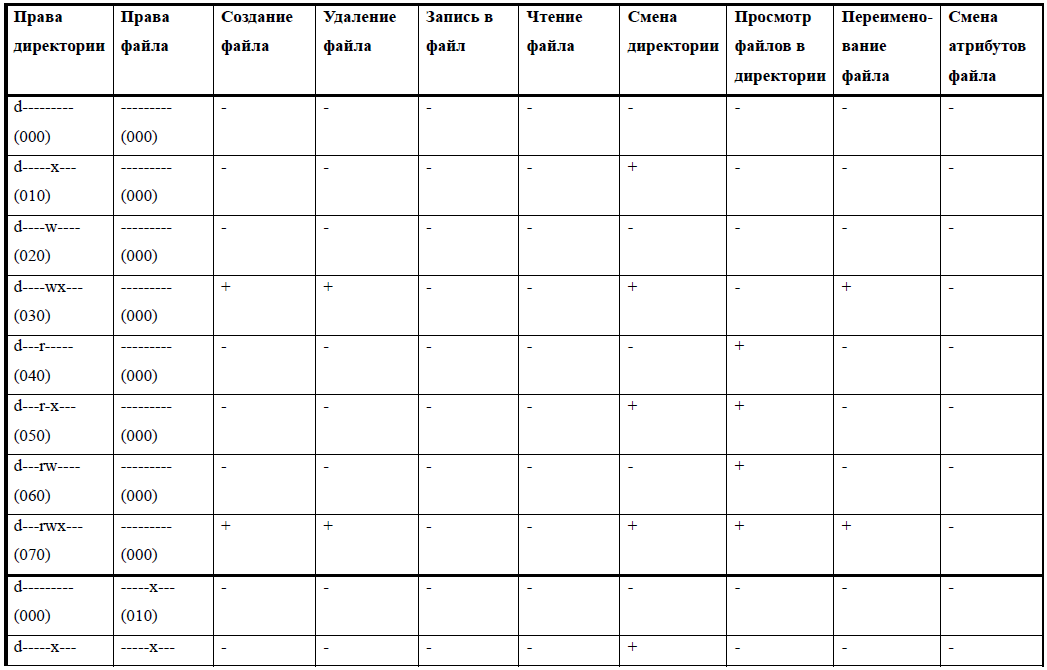 Права директории | Права файла | Создание файла | Удаление файла | Запись в файл | Чтение файла | Смена директории | Просмотр файлов в директории | Переимено-вание файла | Смена атрибутов файла
d--------- (000) | --------- (000) | - | - | - | - | - | - | - | -
d-----x--- (010) | --------- (000) | - | - | - | - | + | - | - | -
d----w---- (020) | --------- (000) | - | - | - | - | - | - | - | -
d----wx--- (030) | --------- (000) | + | + | - | - | + | - | + | -
d---r----- (040) | --------- (000) | - | - | - | - | - | + | - | -
d---r-x--- (050) | --------- (000) | - | - | - | - | + | + | - | -
d---rw---- (060) | --------- (000) | - | - | - | - | - | + | - | -
d---rwx--- (070) | --------- (000) | + | + | - | - | + | + | + | -
d--------- (000) | -----x--- (010) | - | - | - | - | - | - | - | -
d-----x--- | -----x--- | - | - | - | - | + | - | - | -